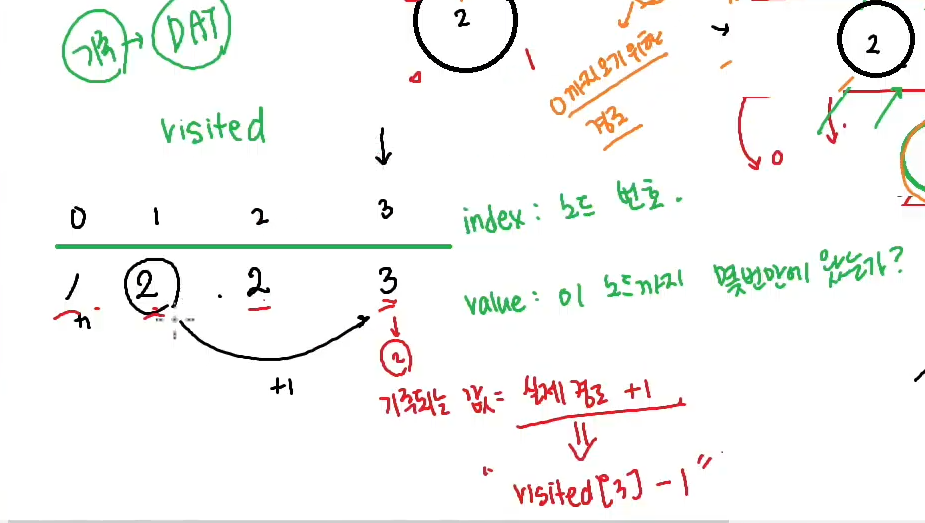 기록 → DAT
2
2
1
0까지 오기 위한
경로
visited
0
0 1 2 3
index : 노드 번호.
1 2 . 2 3
value : 이 노드까지 몇번만에 왔는가?
2
+1
기록되는 값 = 실제 경로 +1
"visited[3] - 1"